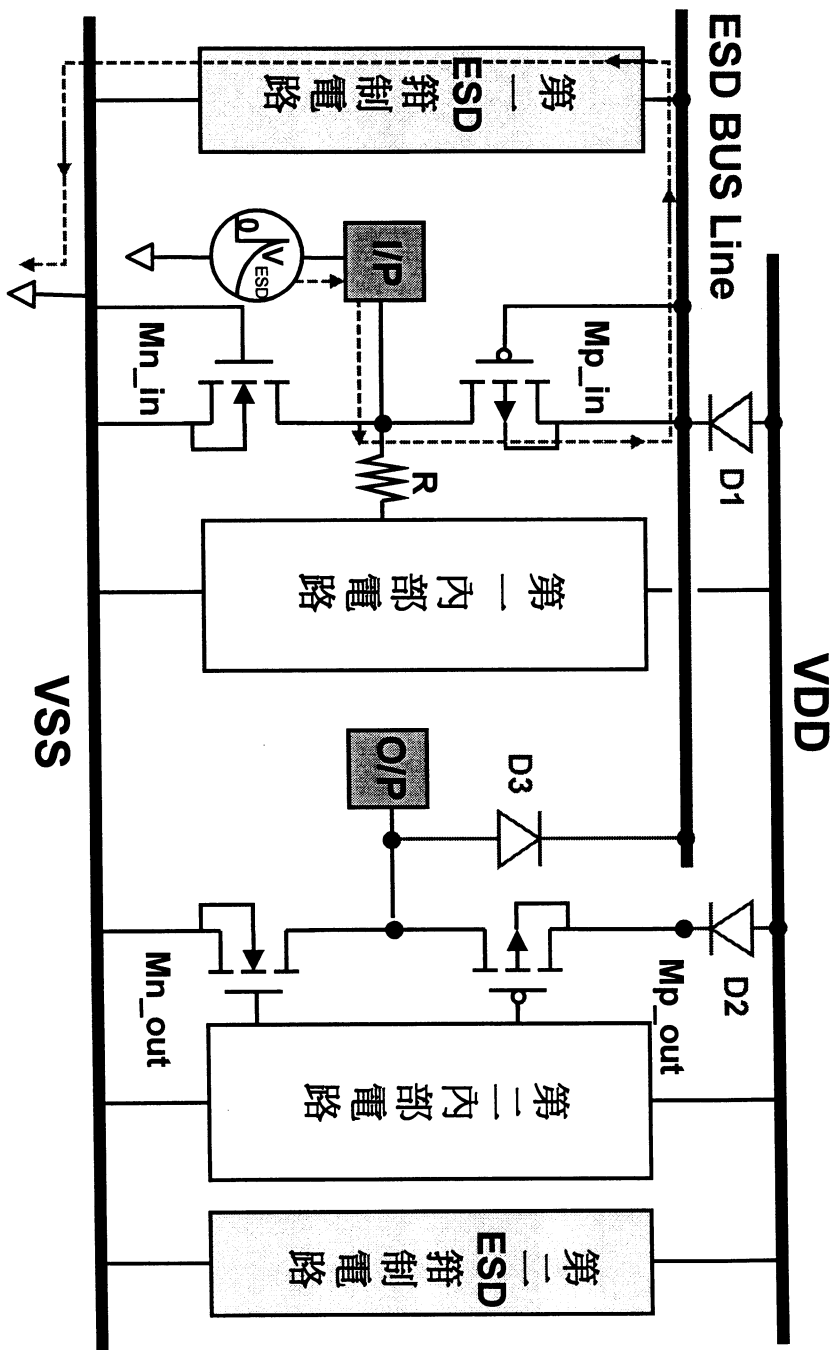 VDD
ESD BUS Line
D1
D2
Mp_in
Mp_out
D3
第一ESD箝制電路
I/P
R
第一內部電路
O/P
第二內部電路
第二ESD箝制電路
V ESD
0
Mn_in
Mn_out
VSS